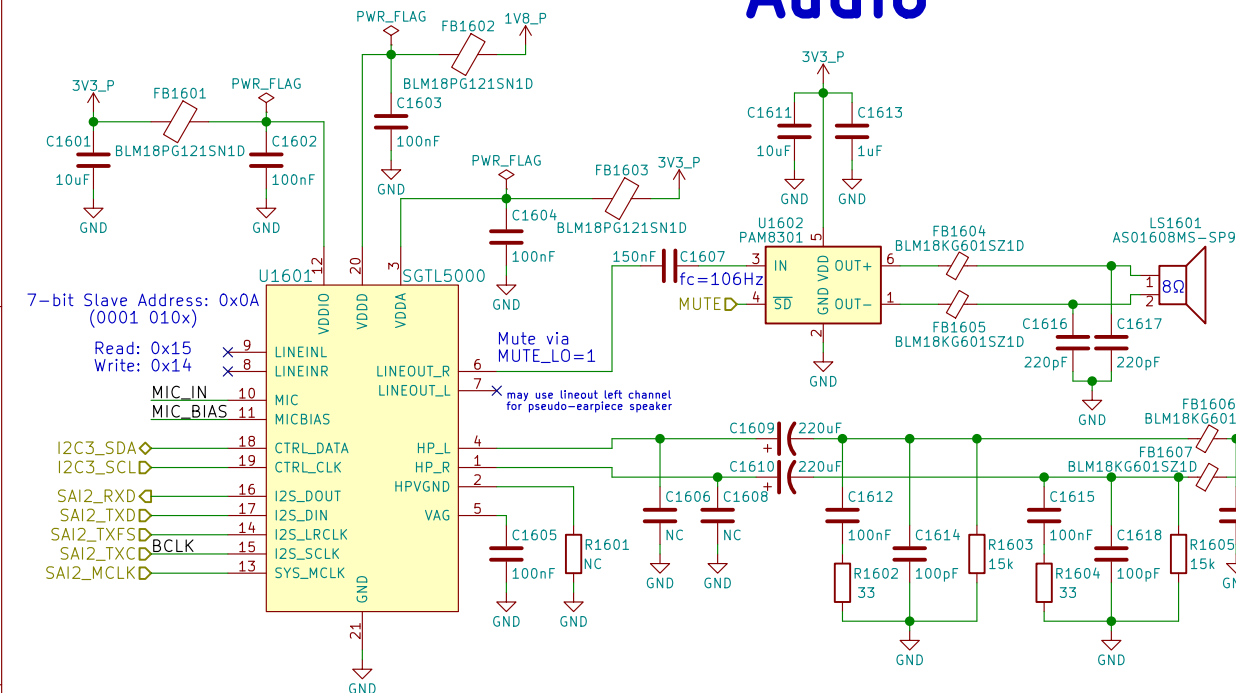 Audio
PWR_FLAG
FB1602
1V8_P
BLM18PG121SN1D
C1603
100nF
GND
3V3_P
FB1601
PWR_FLAG
C1601
BLM18PG121SN1D
C1602
10uF
100nF
GND
GND
PWR_FLAG
FB1603
3V3_P
C1604
BLM18PG121SN1D
100nF
GND
3V3_P
C1611
C1613
10uF
1uF
GND
GND
U1602
PAM8301
5
150nF
C1607
fc=106Hz
3
IN
VDD
OUT+
6
MUTE
4
SD
GND
OUT-
1
2
GND
FB1604
BLM18KG601SZ1D
FB1605
BLM18KG601SZ1D
LS1601
AS01608MS-SP9
1
2
8Ω
C1616
C1617
220pF
220pF
GND
U1601
12
20
3
SGTL5000
7-bit Slave Address: 0x0A
(0001 010x)
Read: 0x15
Write: 0x14
VDDIO
VDDD
VDDA
9
LINEINL
8
LINEINR
MIC_IN
10
MIC
MIC_BIAS
11
MICBIAS
I2C3_SDA
18
CTRL_DATA
I2C3_SCL
19
CTRL_CLK
SAI2_RXD
16
I2S_DOUT
SAI2_TXD
17
I2S_DIN
SAI2_TXFS
14
I2S_LRCLK
SAI2_TXC
BCLK
15
I2S_SCLK
SAI2_MCLK
13
SYS_MCLK
GND
21
GND
Mute via
MUTE_LO=1
LINEOUT_R
6
LINEOUT_L
7
may use lineout left channel
for pseudo-earpiece speaker
HP_L
4
HP_R
1
HPVGND
2
VAG
5
C1605
100nF
GND
R1601
NC
GND
C1609
220uF
+
C1610
220uF
+
C1606
NC
GND
C1608
NC
GND
C1612
100nF
R1602
33
C1614
100pF
R1603
15k
GND
C1615
100nF
R1604
33
C1618
100pF
R1605
15k
GND
FB1606
BLM18KG601
FB1607
BLM18KG601SZ1D